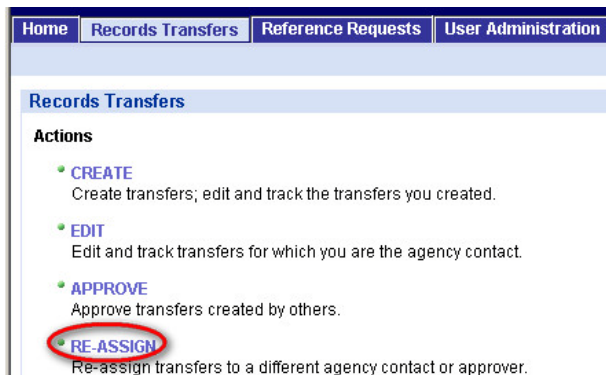 Home Records Transfers Reference Requests User Administration
Records Transfers
Actions
CREATE
Create transfers; edit and track the transfers you created.
EDIT
Edit and track transfers for which you are the agency contact.
APPROVE
Approve transfers created by others.
RE-ASSIGN
Re-assign transfers to a different agency contact or approver.